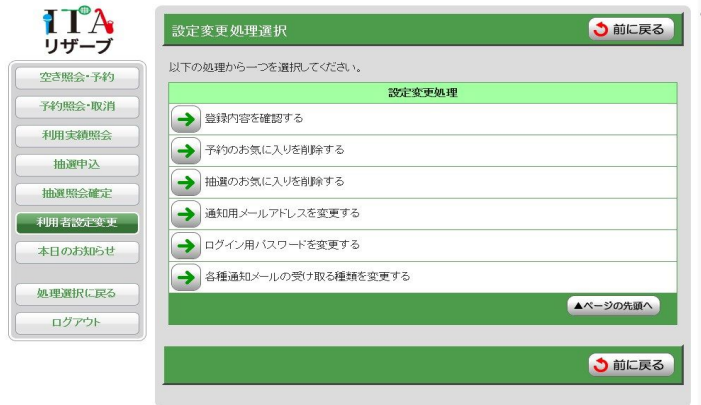 ITA
リザーブ
空き照会・予約
予約照会・取消
利用実績照会
抽選申込
抽選照会確定
利用者設定変更
本日のお知らせ
処理選択に戻る
ログアウト
設定変更処理選択
前に戻る
以下の処理から一つを選択してください。
設定変更処理
登録内容を確認する
予約のお気に入りを削除する
抽選のお気に入りを削除する
通知用メールアドレスを変更する
ログイン用パスワードを変更する
各種通知メールの受け取る種類を変更する
▲ページの先頭へ
前に戻る